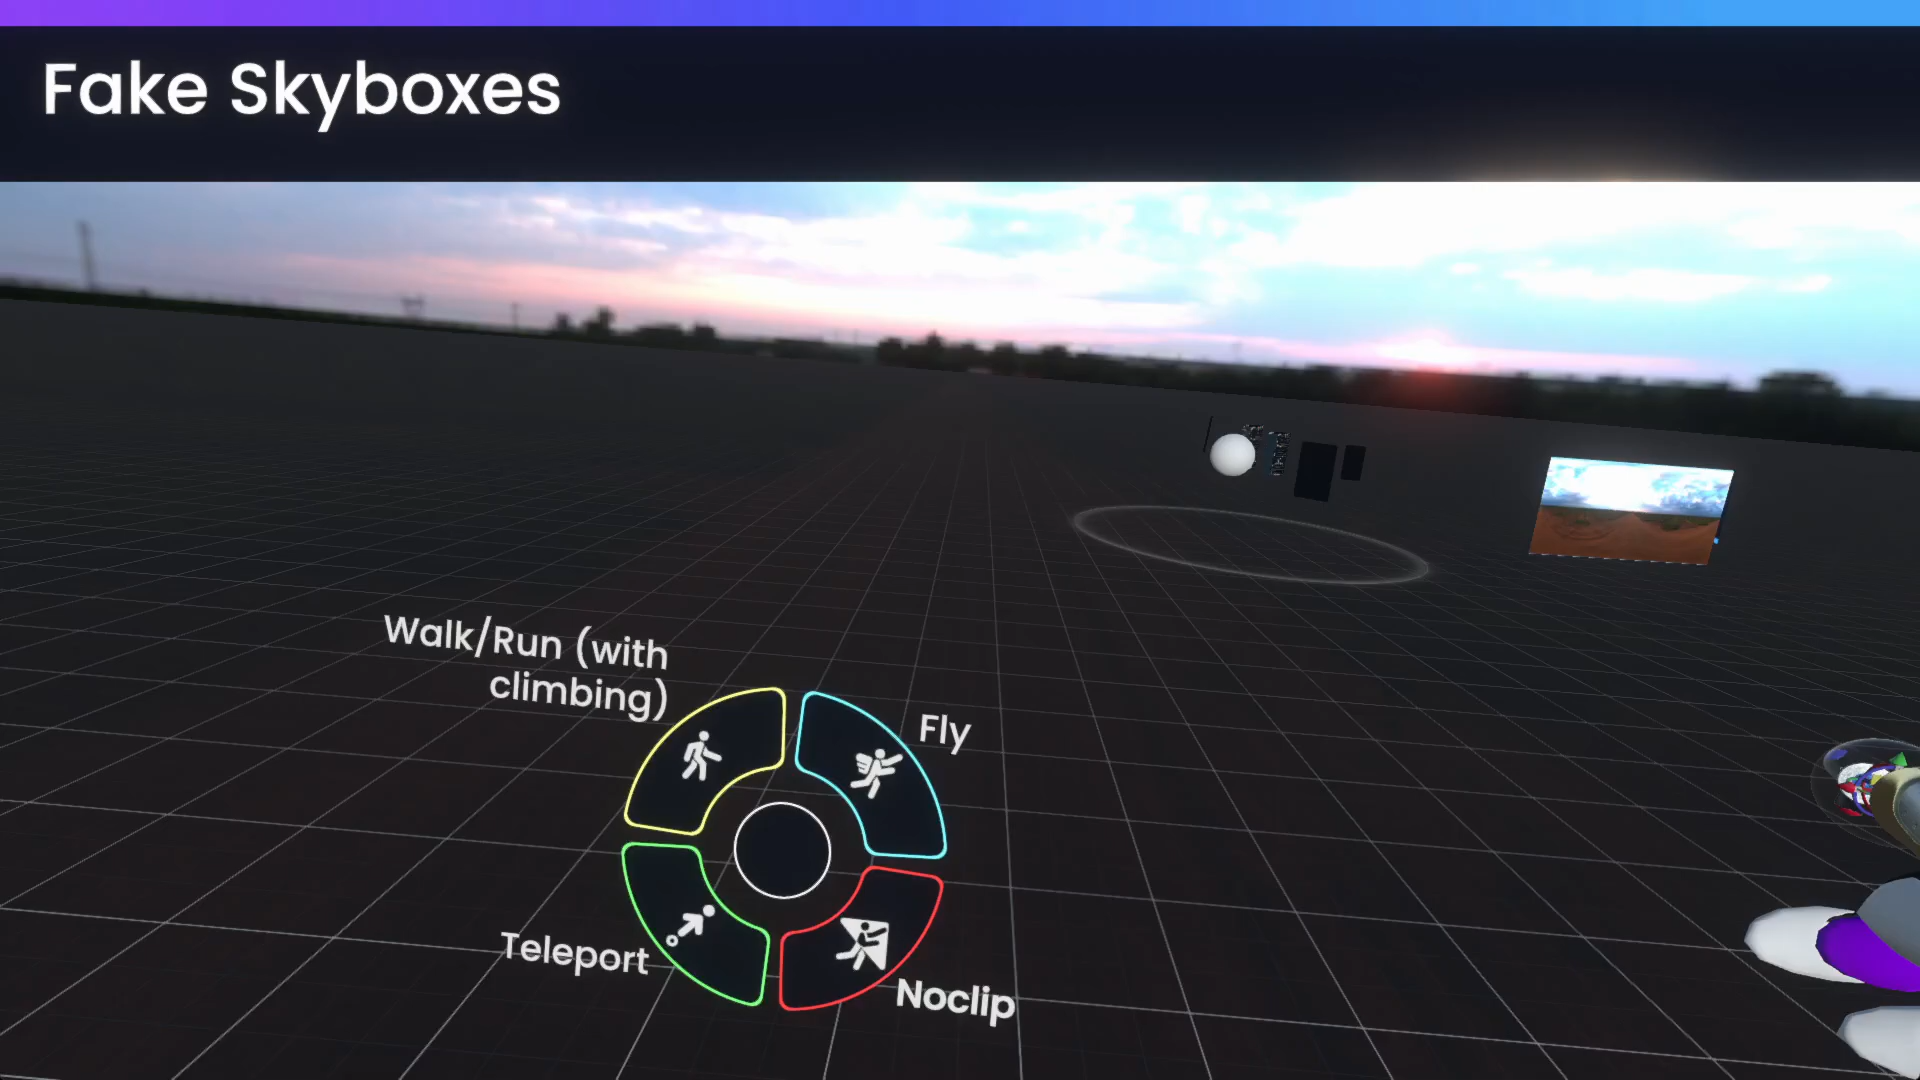 Fake Skyboxes
Walk/Run (with
climbing)
Fly
Teleport
Noclip